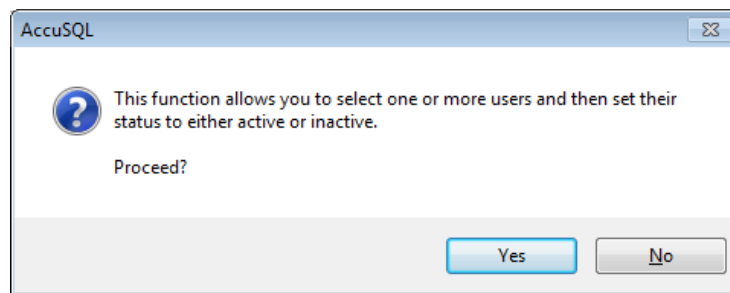 AccuSQL
This function allows you to select one or more users and then set their
status to either active or inactive.
Proceed?
Yes
No